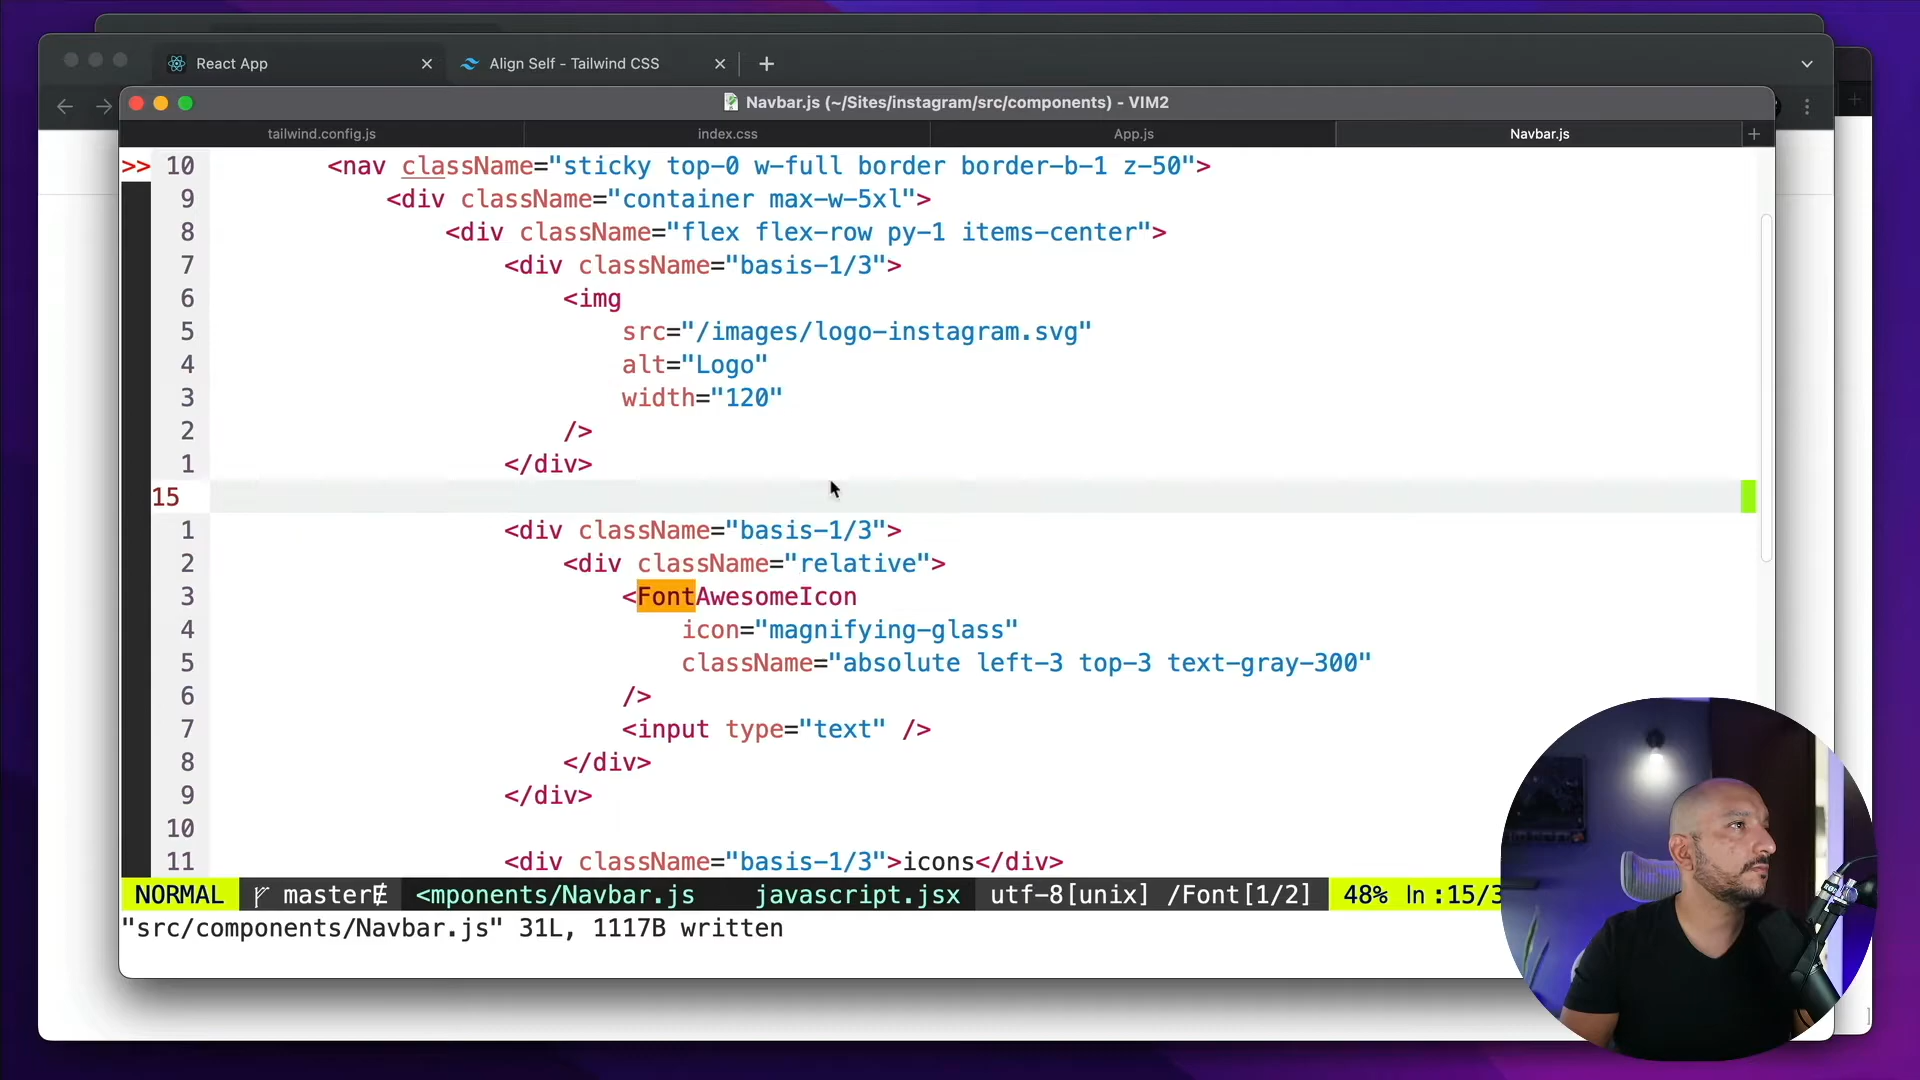 React App
Align Self - Tailwind CSS
Navbar.js (~/Sites/instagram/src/components) - VIM2
tailwind.config.js
index.css
App.js
Navbar.js
>> 10 <nav className="sticky top-0 w-full border border-b-1 z-50">
9 <div className="container max-w-5xl">
8 <div className="flex flex-row py-1 items-center">
7 <div className="basis-1/3">
6 <img
5 src="/images/logo-instagram.svg"
4 alt="Logo"
3 width="120"
2 />
1 </div>
15
1 <div className="basis-1/3">
2 <div className="relative">
3 <FontAwesomeIcon
4 icon="magnifying-glass"
5 className="absolute left-3 top-3 text-gray-300"
6 />
7 <input type="text" />
8 </div>
9 </div>
10
11 <div className="basis-1/3">icons</div>
NORMAL master <mponents/Navbar.js javascript.jsx utf-8[unix] /Font[1/2] 48% ln:15/3
"src/components/Navbar.js" 31L, 1117B written